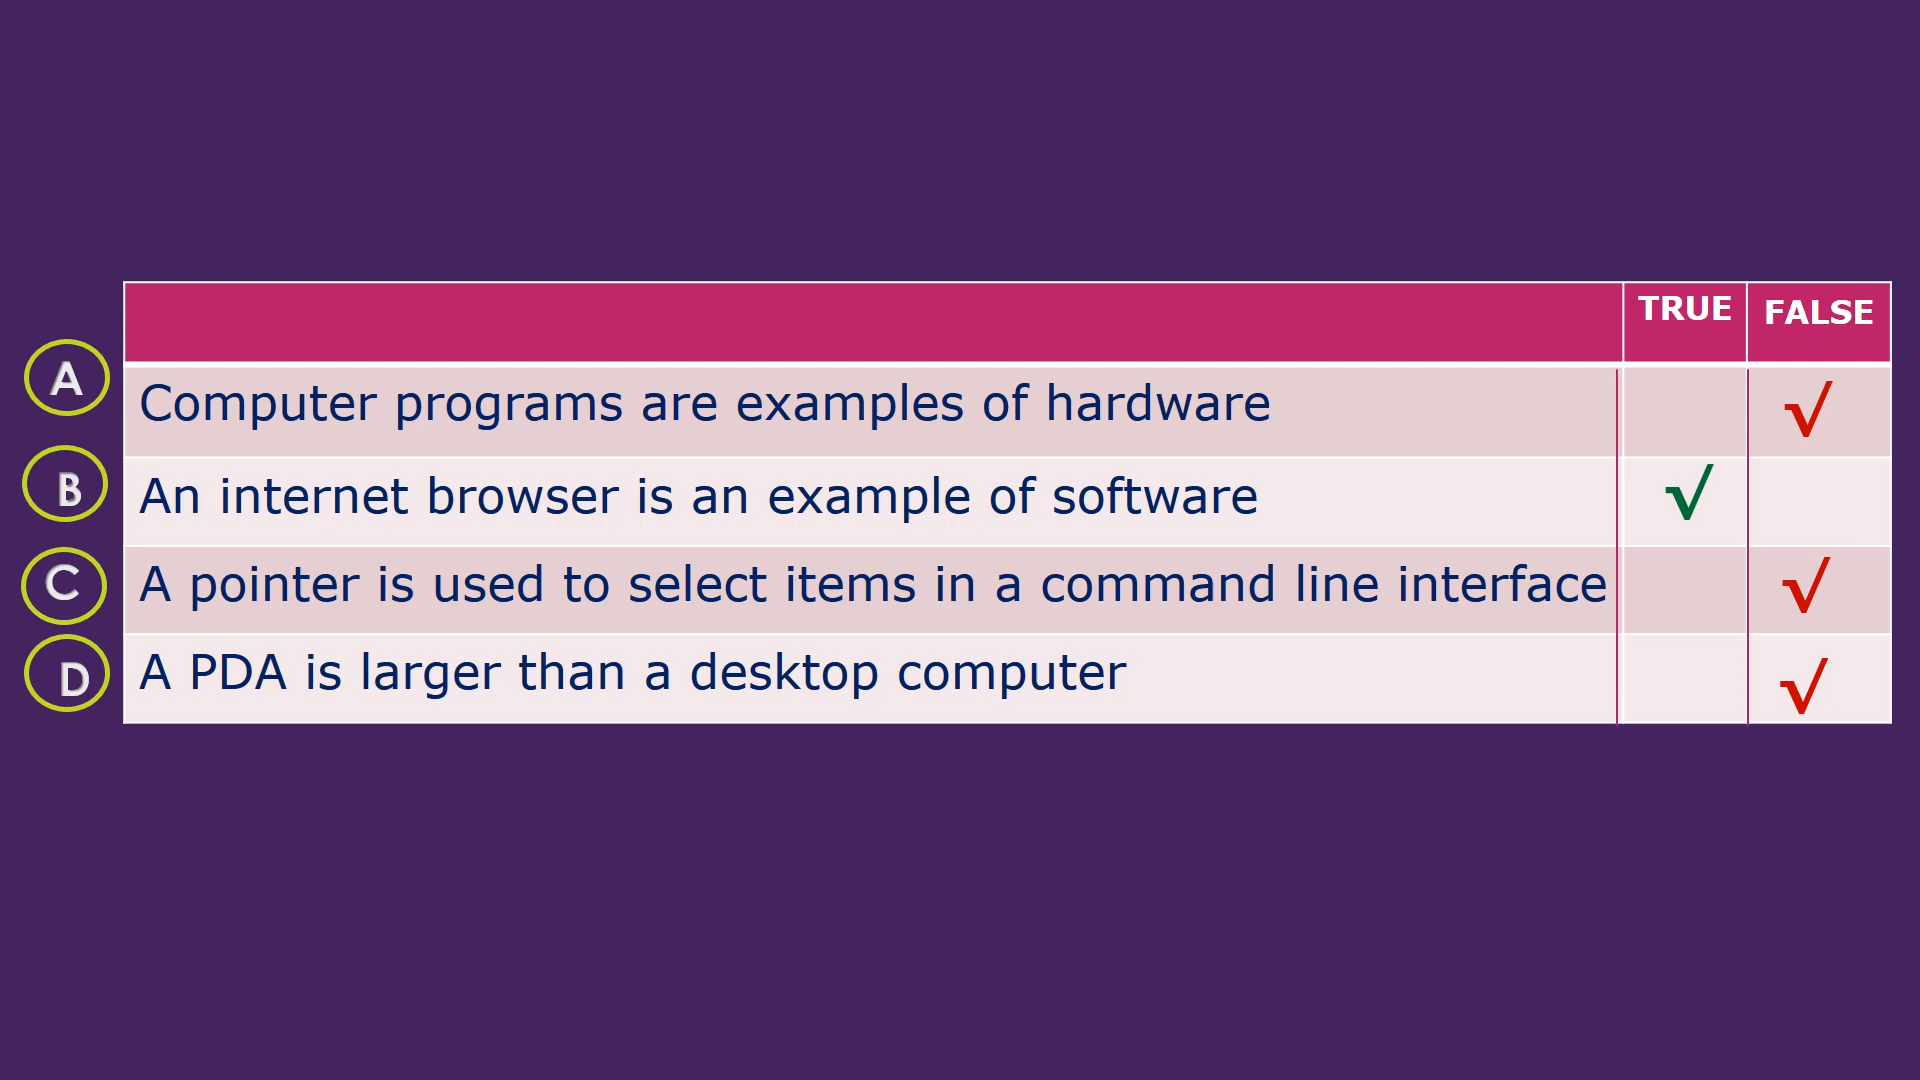 TRUE FALSE
A Computer programs are examples of hardware √
B An internet browser is an example of software √
C A pointer is used to select items in a command line interface √
D A PDA is larger than a desktop computer √